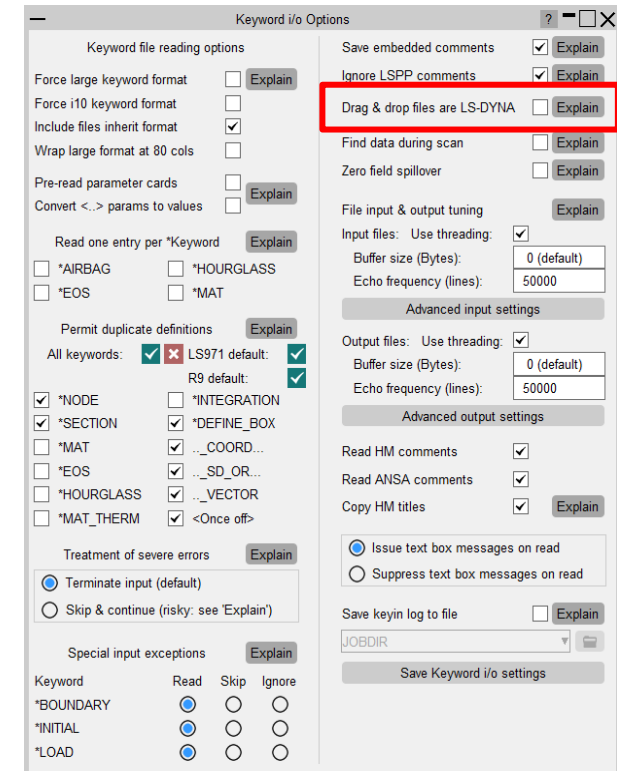 Keyword i/o Options
?
Keyword file reading options
Force large keyword format Explain
Force i10 keyword format
Include files inherit format
Wrap large format at 80 cols
Pre-read parameter cards
Explain
Convert <..> params to values
Read one entry per *Keyword Explain
*AIRBAG *HOURGLASS
*EOS *MAT
Permit duplicate definitions Explain
All keywords: LS971 default:
R9 default:
*NODE *INTEGRATION
*SECTION *DEFINE_BOX
*MAT .._COORD...
*EOS .._SD_OR...
*HOURGLASS .._VECTOR
*MAT_THERM <Once off>
Treatment of severe errors Explain
Terminate input (default)
Skip & continue (risky: see 'Explain')
Special input exceptions Explain
Keyword Read Skip Ignore
*BOUNDARY
*INITIAL
*LOAD
Save embedded comments Explain
Ignore LSPP comments Explain
Drag & drop files are LS-DYNA Explain
Find data during scan Explain
Zero field spillover Explain
File input & output tuning Explain
Input files: Use threading:
Buffer size (Bytes): 0 (default)
Echo frequency (lines): 50000
Advanced input settings
Output files: Use threading:
Buffer size (Bytes): 0 (default)
Echo frequency (lines): 50000
Advanced output settings
Read HM comments
Read ANSA comments
Copy HM titles Explain
Issue text box messages on read
Suppress text box messages on read
Save keyin log to file Explain
JOBDIR
Save Keyword i/o settings